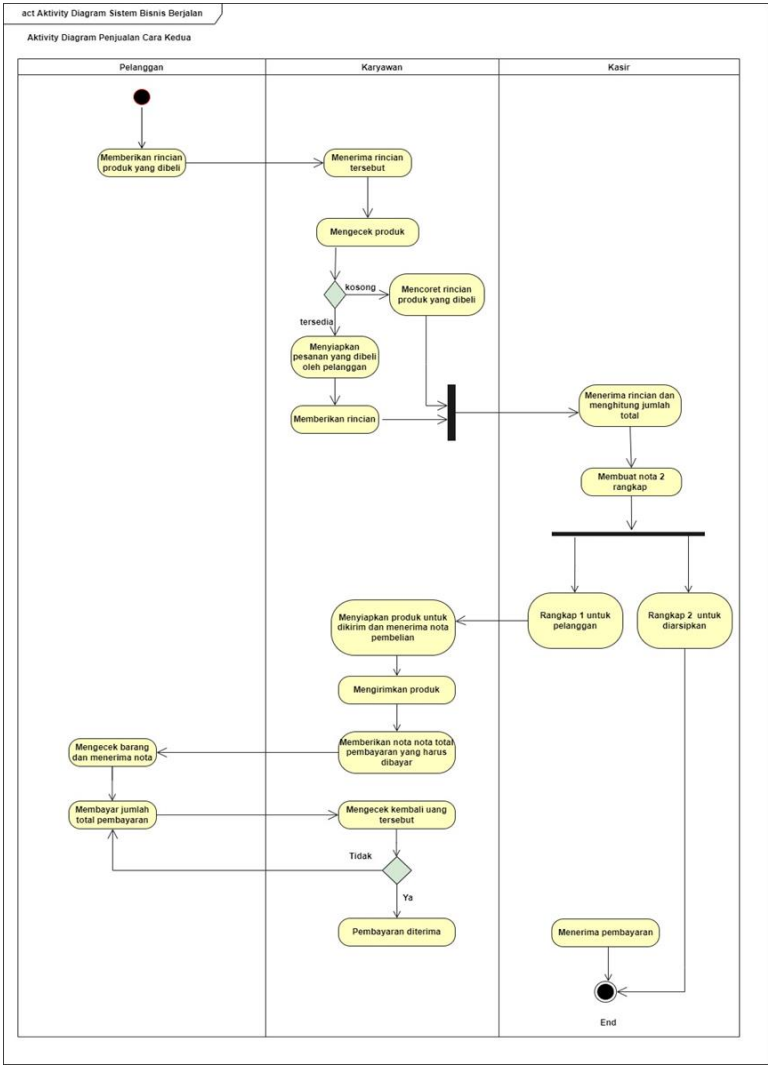 act Aktivity Diagram Sistem Bisnis Berjalan
Aktivity Diagram Penjualan Cara Kedua
Pelanggan
Karyawan
Kasir
Memberikan rincian
produk yang dibeli
Menerima rincian
tersebut
Mengecek produk
kosong
Mencoret rincian
produk yang dibeli
tersedia
Menyiapkan
pesanan yang dibeli
oleh pelanggan
Memberikan rincian
Menerima rincian dan
menghitung jumlah
total
Membuat nota 2
rangkap
Rangkap 1 untuk
pelanggan
Rangkap 2 untuk
diarsipkan
Menyiapkan produk untuk
dikirim dan menerima nota
pembelian
Mengirimkan produk
Memberikan nota nota total
pembayaran yang harus
dibayar
Mengecek barang
dan menerima nota
Membayar jumlah
total pembayaran
Mengecek kembali uang
tersebut
Tidak
Ya
Pembayaran diterima
Menerima pembayaran
End